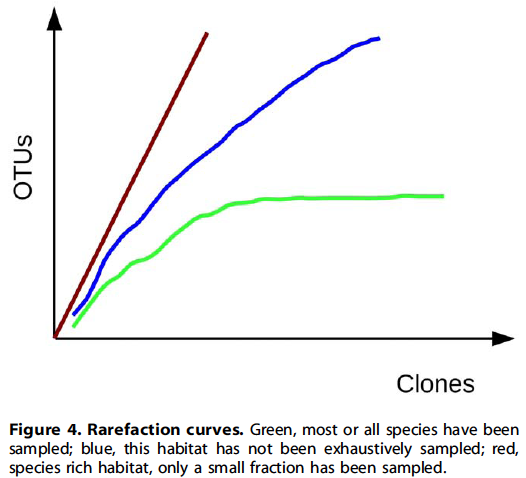 OTUs
Clones
Figure 4. Rarefaction curves. Green, most or all species have been
sampled; blue, this habitat has not been exhaustively sampled; red,
species rich habitat, only a small fraction has been sampled.